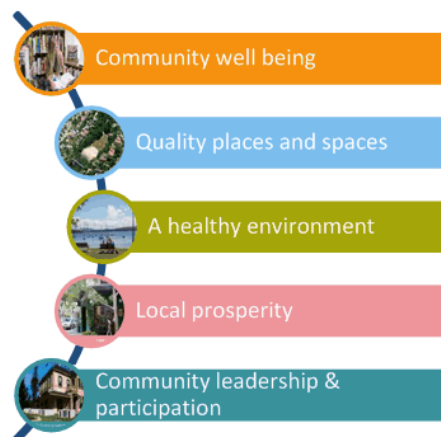 Community well being
Quality places and spaces
A healthy environment
Local prosperity
Community leadership &
participation